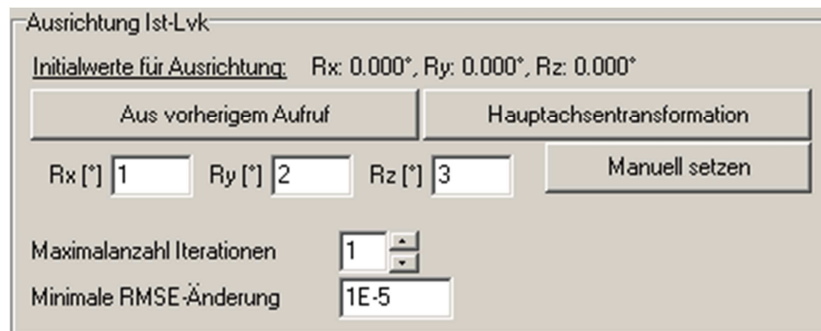 Ausrichtung Ist-Lvk
Initialwerte für Ausrichtung: Rx: 0.000°, Ry: 0.000°, Rz: 0.000°
Aus vorherigem Aufruf Hauptachsentransformation
Rx [°] 1 Ry [°] 2 Rz [°] 3 Manuell setzen
Maximalanzahl Iterationen 1
Minimale RMSE-Änderung 1E-5